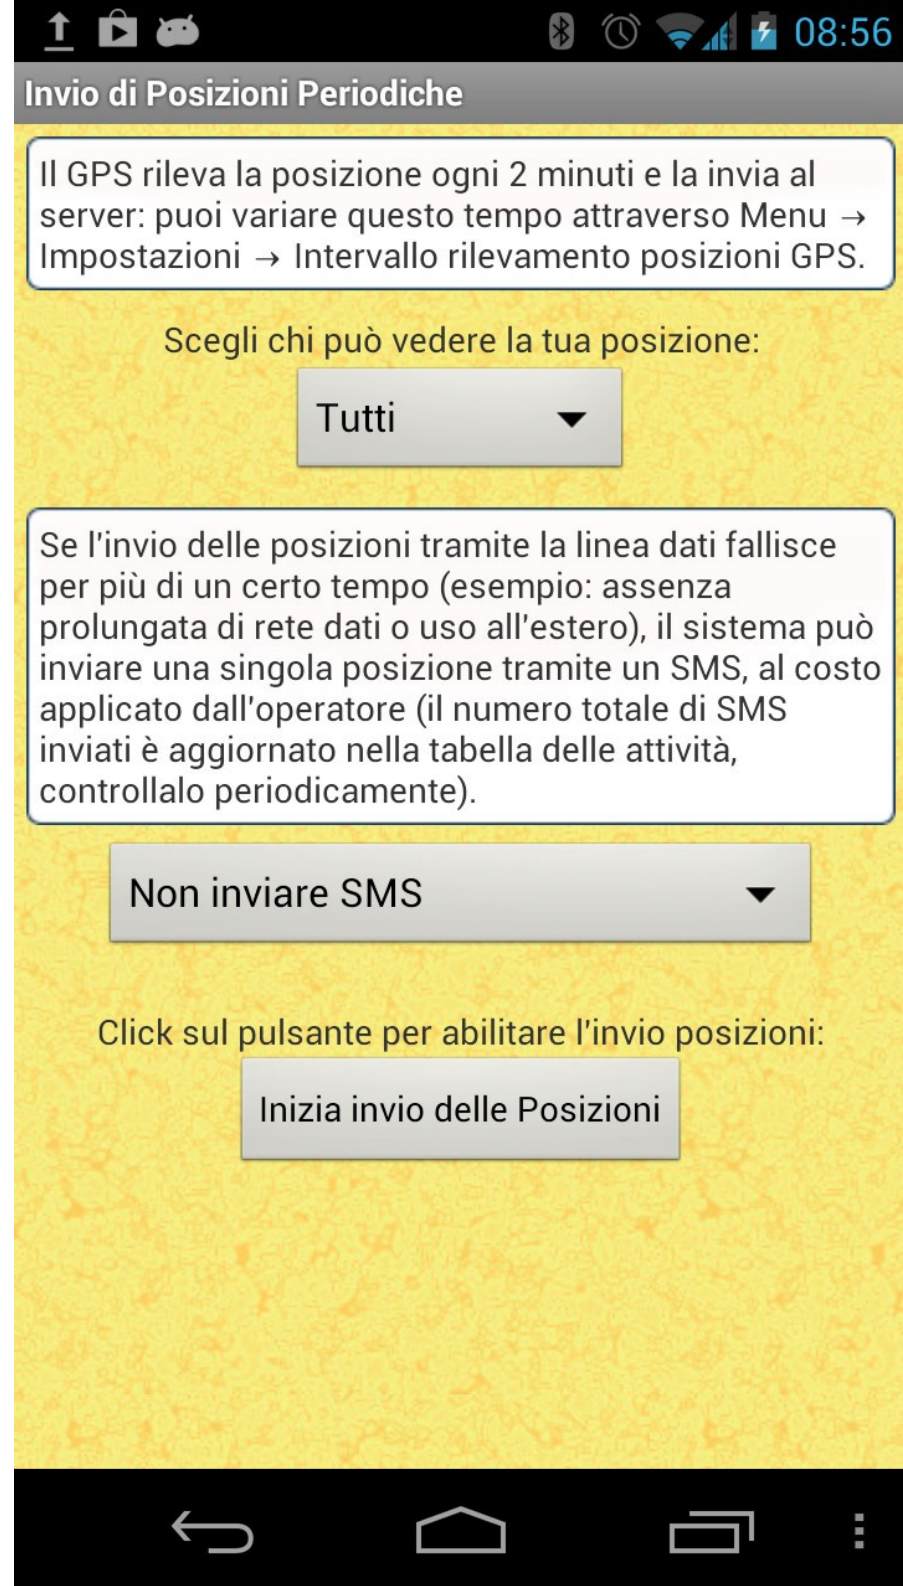 08:56
Invio di Posizioni Periodiche
Il GPS rileva la posizione ogni 2 minuti e la invia al
server: puoi variare questo tempo attraverso Menu →
Impostazioni → Intervallo rilevamento posizioni GPS.
Scegli chi può vedere la tua posizione:
Tutti
Se l'invio delle posizioni tramite la linea dati fallisce
per più di un certo tempo (esempio: assenza
prolungata di rete dati o uso all'estero), il sistema può
inviare una singola posizione tramite un SMS, al costo
applicato dall'operatore (il numero totale di SMS
inviati è aggiornato nella tabella delle attività,
controllalo periodicamente).
Non inviare SMS
Click sul pulsante per abilitare l'invio posizioni:
Inizia invio delle Posizioni